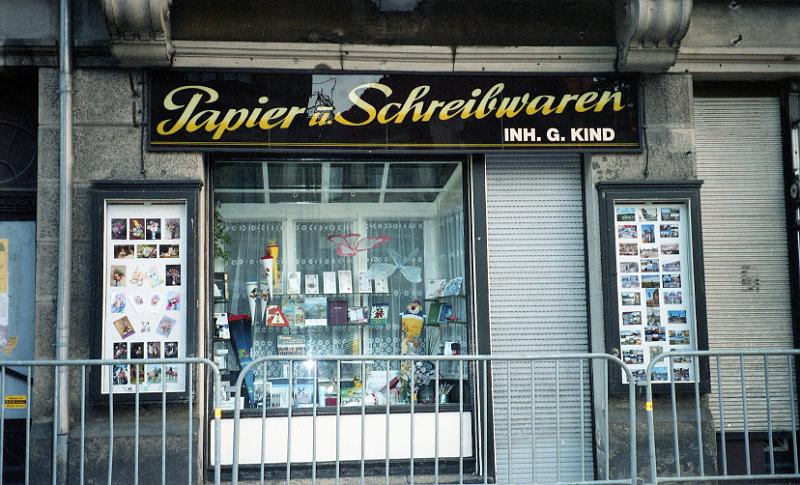 Papier u. Schreibwaren
INH. G. KIND